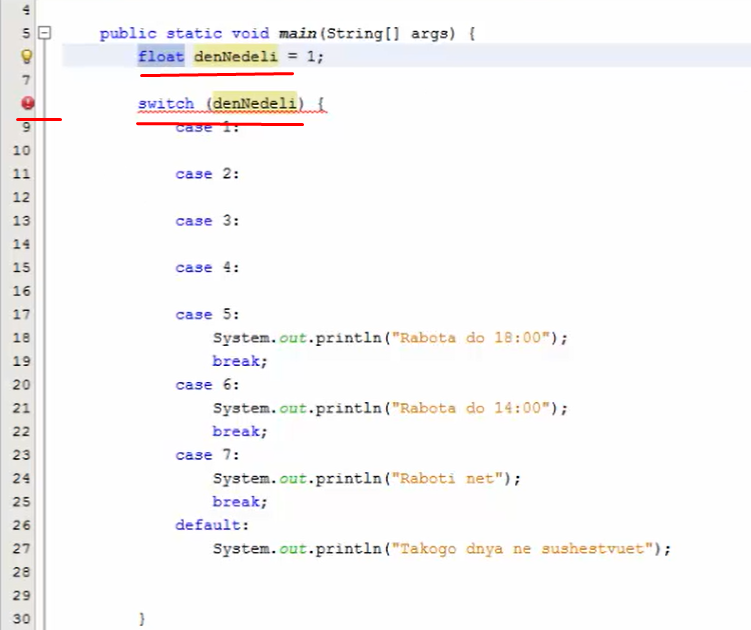 4
5 public static void main(String[] args) {
float denNedeli = 1;
7
switch (denNedeli) {
9 case 1:
10
11 case 2:
12
13 case 3:
14
15 case 4:
16
17 case 5:
18 System.out.println("Rabota do 18:00");
19 break;
20 case 6:
21 System.out.println("Rabota do 14:00");
22 break;
23 case 7:
24 System.out.println("Raboti net");
25 break;
26 default:
27 System.out.println("Takogo dnya ne sushestvuet");
28
29
30 }